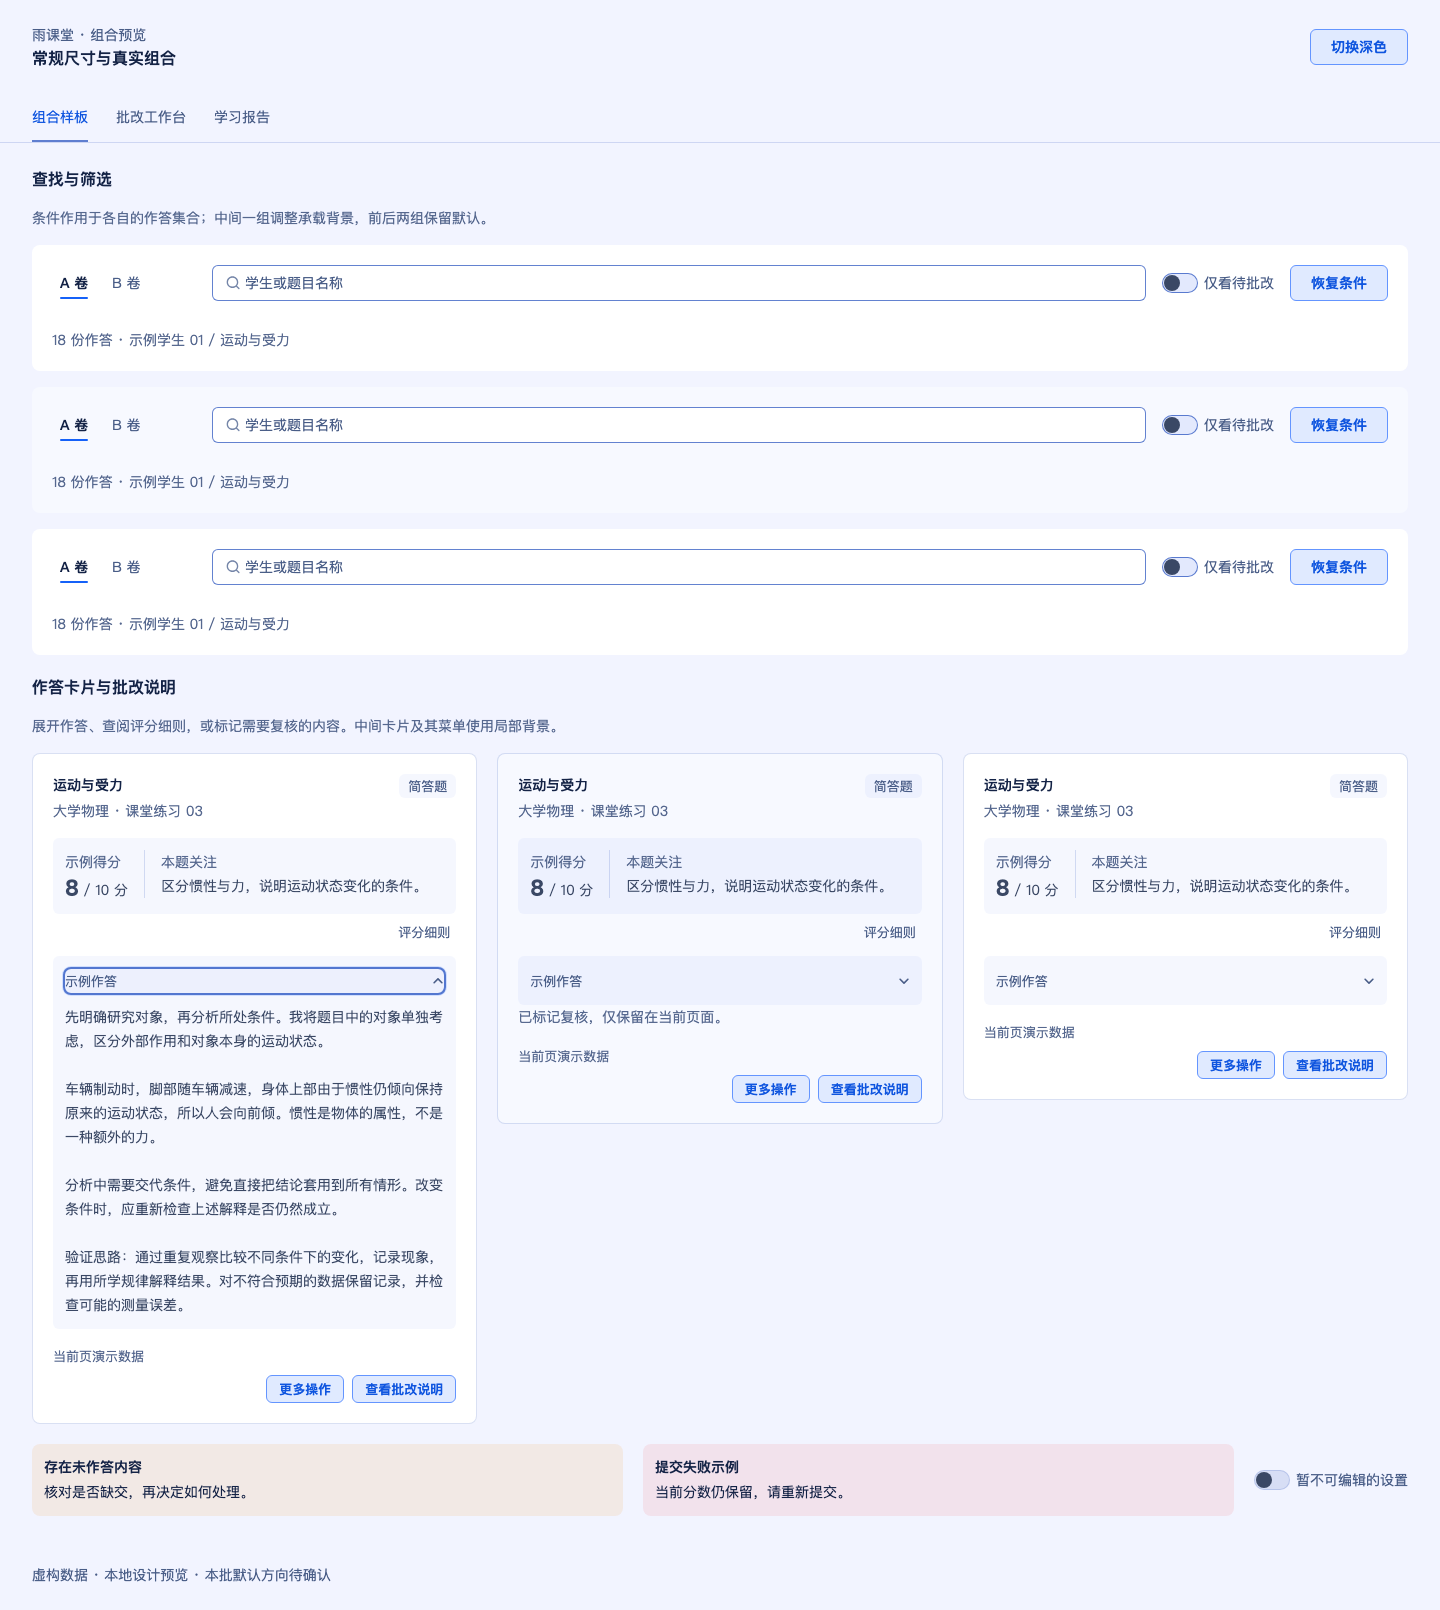 雨课堂 · 组合预览
常规尺寸与真实组合
切换深色
组合样板
批改工作台
学习报告
查找与筛选
条件作用于各自的作答集合；中间一组调整承载背景，前后两组保留默认。
A 卷
B 卷
学生或题目名称
仅看待批改
恢复条件
18 份作答 · 示例学生 01 / 运动与受力
A 卷
B 卷
学生或题目名称
仅看待批改
恢复条件
18 份作答 · 示例学生 01 / 运动与受力
A 卷
B 卷
学生或题目名称
仅看待批改
恢复条件
18 份作答 · 示例学生 01 / 运动与受力
作答卡片与批改说明
展开作答、查阅评分细则，或标记需要复核的内容。中间卡片及其菜单使用局部背景。
运动与受力
简答题
大学物理 · 课堂练习 03
示例得分
8 / 10 分
本题关注
区分惯性与力，说明运动状态变化的条件。
评分细则
示例作答
先明确研究对象，再分析所处条件。我将题目中的对象单独考
虑，区分外部作用和对象本身的运动状态。
车辆制动时，脚部随车辆减速，身体上部由于惯性仍倾向保持
原来的运动状态，所以人会向前倾。惯性是物体的属性，不是
一种额外的力。
分析中需要交代条件，避免直接把结论套用到所有情形。改变
条件时，应重新检查上述解释是否仍然成立。
验证思路：通过重复观察比较不同条件下的变化，记录现象，
再用所学规律解释结果。对不符合预期的数据保留记录，并检
查可能的测量误差。
当前页演示数据
更多操作
查看批改说明
运动与受力
简答题
大学物理 · 课堂练习 03
示例得分
8 / 10 分
本题关注
区分惯性与力，说明运动状态变化的条件。
评分细则
示例作答
已标记复核，仅保留在当前页面。
当前页演示数据
更多操作
查看批改说明
运动与受力
简答题
大学物理 · 课堂练习 03
示例得分
8 / 10 分
本题关注
区分惯性与力，说明运动状态变化的条件。
评分细则
示例作答
当前页演示数据
更多操作
查看批改说明
存在未作答内容
核对是否缺交，再决定如何处理。
提交失败示例
当前分数仍保留，请重新提交。
暂不可编辑的设置
虚构数据 · 本地设计预览 · 本批默认方向待确认